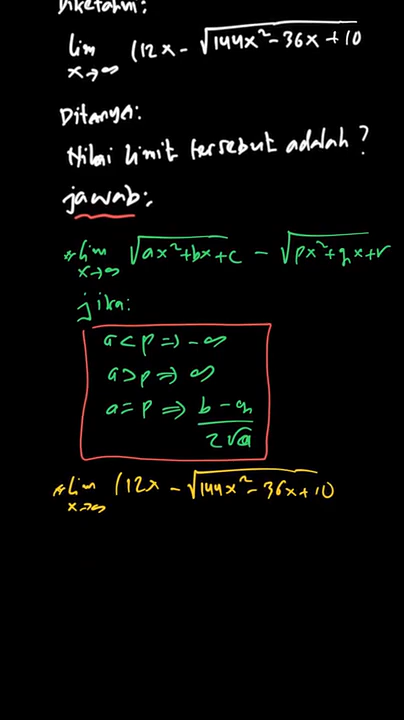 Diketahui:
lim (12x - √144x² - 36x + 10
x→∞
Ditanya:
Nilai limit tersebut adalah?
jawab:
* lim √ax²+bx+c - √px²+qx+r
x→∞
jika:
a < p ⇒ -∞
a > p ⇒ ∞
a = p ⇒ b - q
2√a
* lim (12x - √144x² - 36x + 10
x→∞